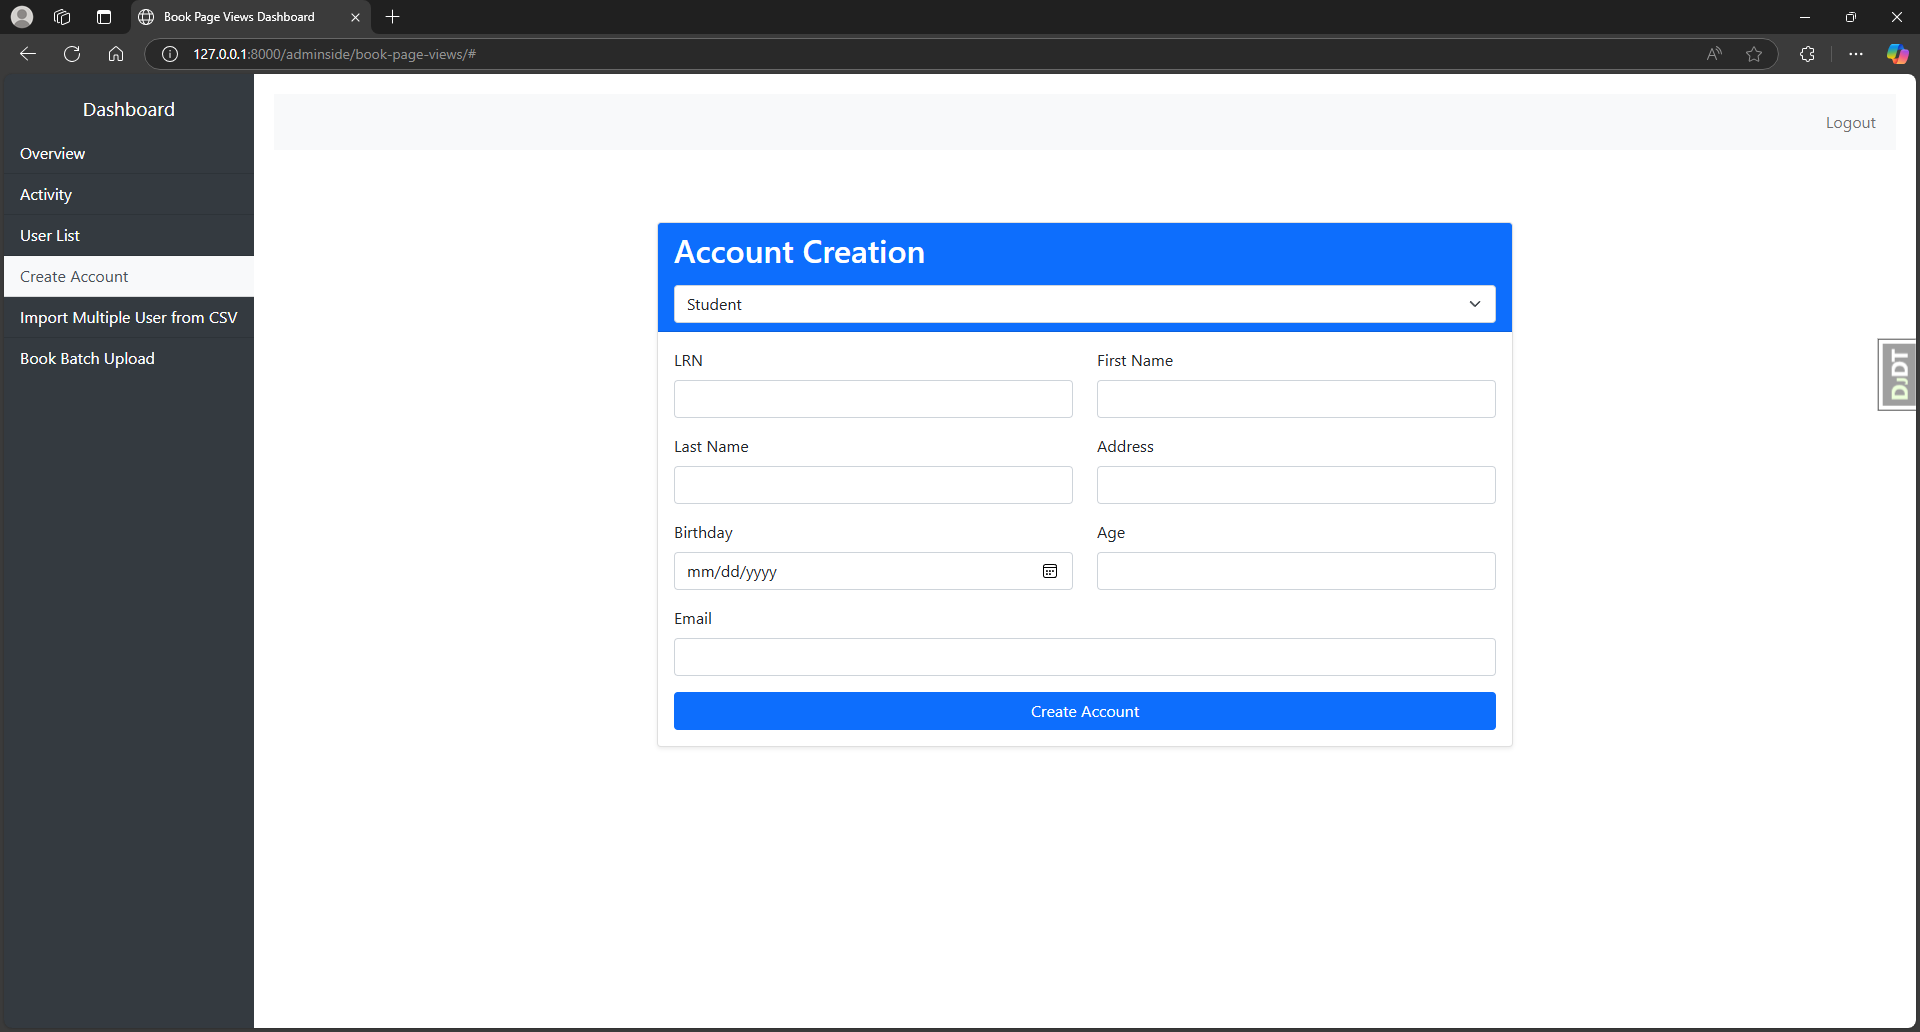 Book Page Views Dashboard
127.0.0.1:8000/adminside/book-page-views/#
Dashboard
Overview
Activity
User List
Create Account
Import Multiple User from CSV
Book Batch Upload
Logout
Account Creation
Student
LRN
First Name
Last Name
Address
Birthday
Age
mm/dd/yyyy
Email
Create Account
DJDT